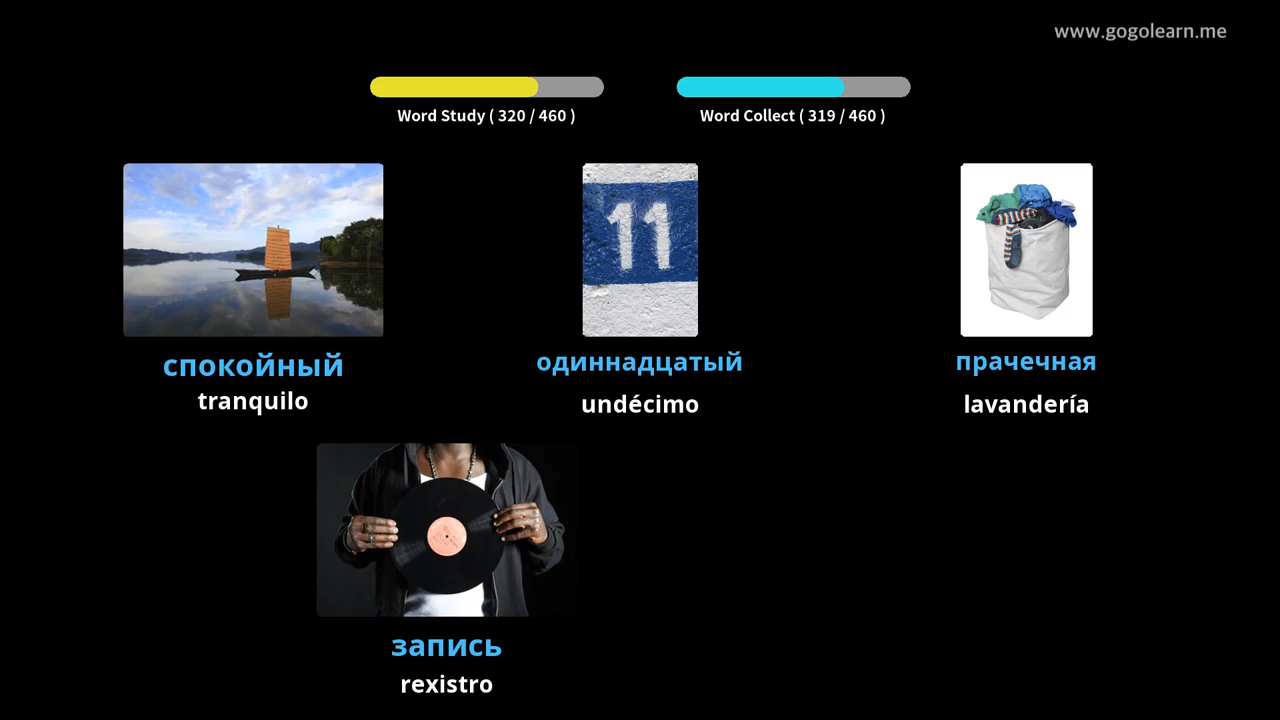 www.gogolearn.me
Word Study ( 320 / 460 )
Word Collect ( 319 / 460 )
11
спокойный
tranquilo
одиннадцатый
undécimo
прачечная
lavandería
запись
rexistro